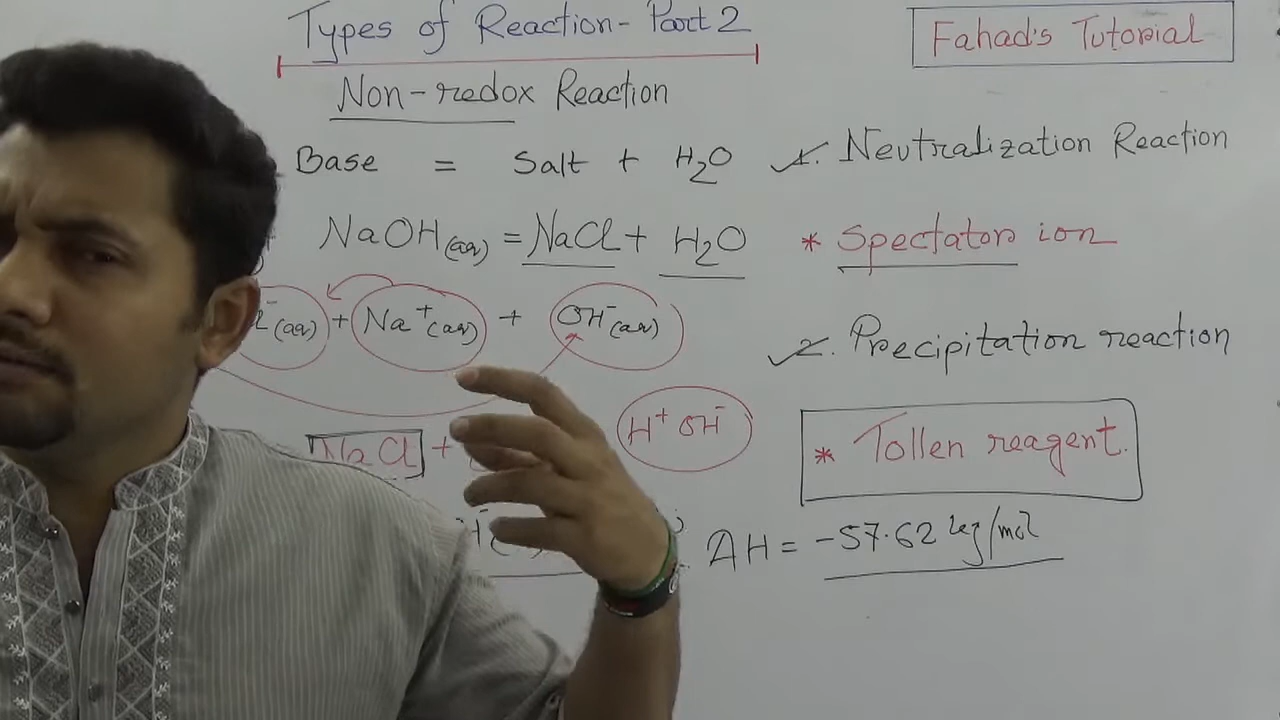 Types of Reaction- Part 2
Fahad's Tutorial
Non-redox Reaction
Base = Salt + H₂O
1. Neutralization Reaction
NaOH(aq) = NaCl + H₂O
* Spectator ion
(aq) + Na⁺(aq) + OH⁻(aq)
2. Precipitation reaction
NaCl +
H⁺ OH⁻
* Tollen reagent.
ΔH = -57.62 kj/mol